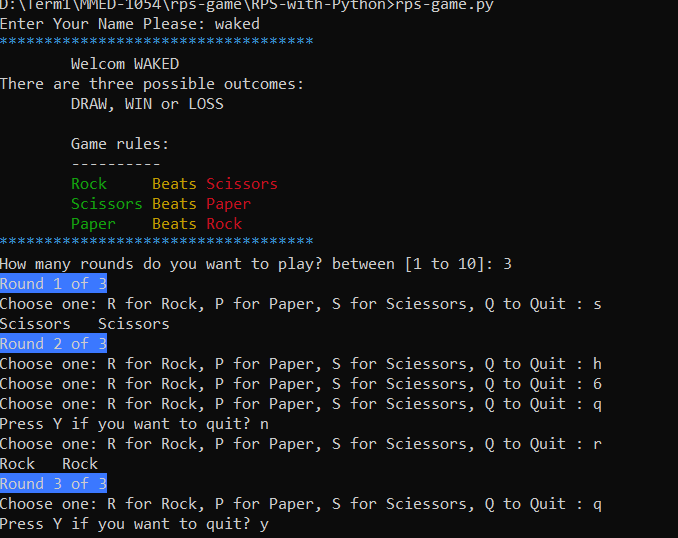 D:\Term1\MMED-1054\rps-game\RPS-with-Python>rps-game.py
Enter Your Name Please: waked
***********************************
Welcom WAKED
There are three possible outcomes:
DRAW, WIN or LOSS
Game rules:
----------
Rock Beats Scissors
Scissors Beats Paper
Paper Beats Rock
***********************************
How many rounds do you want to play? between [1 to 10]: 3
Round 1 of 3
Choose one: R for Rock, P for Paper, S for Sciessors, Q to Quit : s
Scissors Scissors
Round 2 of 3
Choose one: R for Rock, P for Paper, S for Sciessors, Q to Quit : h
Choose one: R for Rock, P for Paper, S for Sciessors, Q to Quit : 6
Choose one: R for Rock, P for Paper, S for Sciessors, Q to Quit : q
Press Y if you want to quit? n
Choose one: R for Rock, P for Paper, S for Sciessors, Q to Quit : r
Rock Rock
Round 3 of 3
Choose one: R for Rock, P for Paper, S for Sciessors, Q to Quit : q
Press Y if you want to quit? y